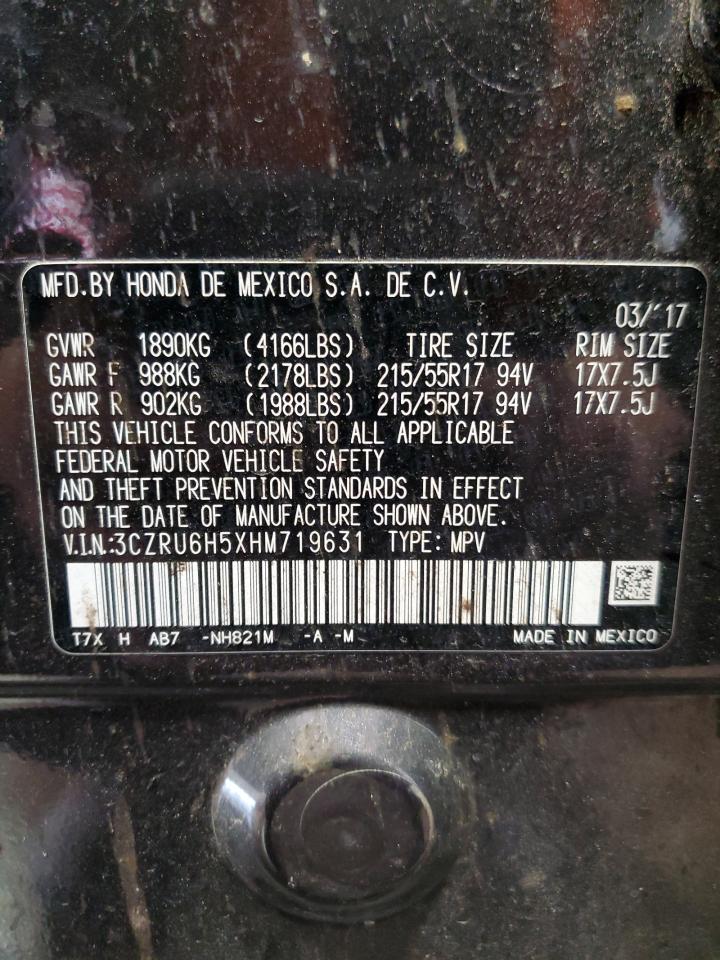 MFD.BY HONDA DE MEXICO S.A. DE C.V.
03/'17
GVWR 1890KG (4166LBS) TIRE SIZE RIM SIZE
GAWR F 988KG (2178LBS) 215/55R17 94V 17X7.5J
GAWR R 902KG (1988LBS) 215/55R17 94V 17X7.5J
THIS VEHICLE CONFORMS TO ALL APPLICABLE
FEDERAL MOTOR VEHICLE SAFETY
AND THEFT PREVENTION STANDARDS IN EFFECT
ON THE DATE OF MANUFACTURE SHOWN ABOVE.
V.I.N.:3CZRU6H5XHM719631 TYPE: MPV
T7X H AB7 -NH821M -A -M MADE IN MEXICO